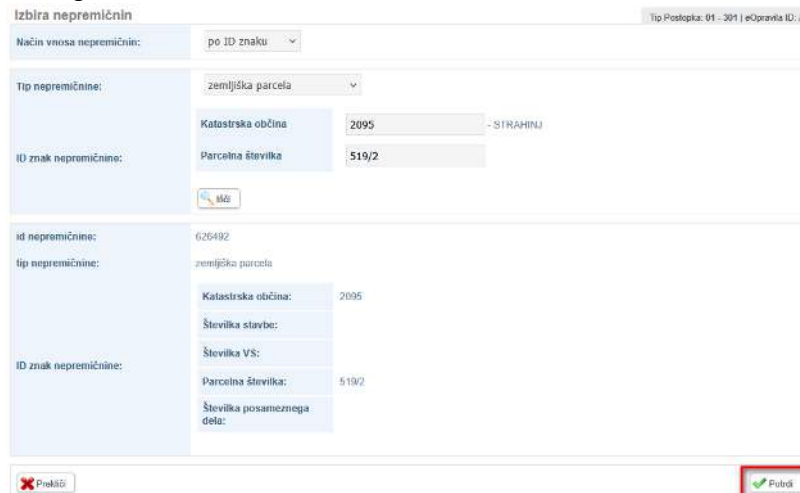 Izbira nepremičnin
Tip Postopka: 01 - 301 | eOpravila ID:
Način vnosa nepremičnin: po ID znaku
Tip nepremičnine: zemljiška parcela
Katastrska občina 2095 - STRAHINJ
ID znak nepremičnine: Parcelna številka 519/2
Išči
id nepremičnine: 626492
tip nepremičnine: zemljiška parcela
Katastrska občina: 2095
Številka stavbe:
Številka VS:
ID znak nepremičnine:
Parcelna številka: 519/2
Številka posameznega
dela:
Prekliči Potrdi